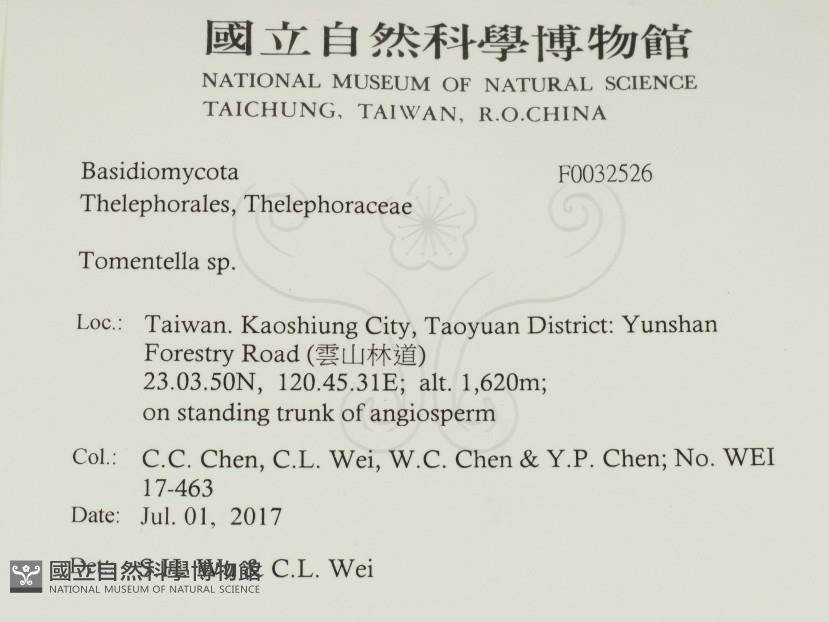 國立自然科學博物館
NATIONAL MUSEUM OF NATURAL SCIENCE
TAICHUNG, TAIWAN, R.O.CHINA
Basidiomycota F0032526
Thelephorales, Thelephoraceae
Tomentella sp.
Loc.: Taiwan. Kaoshiung City, Taoyuan District: Yunshan
Forestry Road (雲山林道)
23.03.50N, 120.45.31E; alt. 1,620m;
on standing trunk of angiosperm
Col.: C.C. Chen, C.L. Wei, W.C. Chen & Y.P. Chen; No. WEI
17-463
Date: Jul. 01, 2017
Det.: S.H. Wu & C.L. Wei
國立自然科學博物館
NATIONAL MUSEUM OF NATURAL SCIENCE